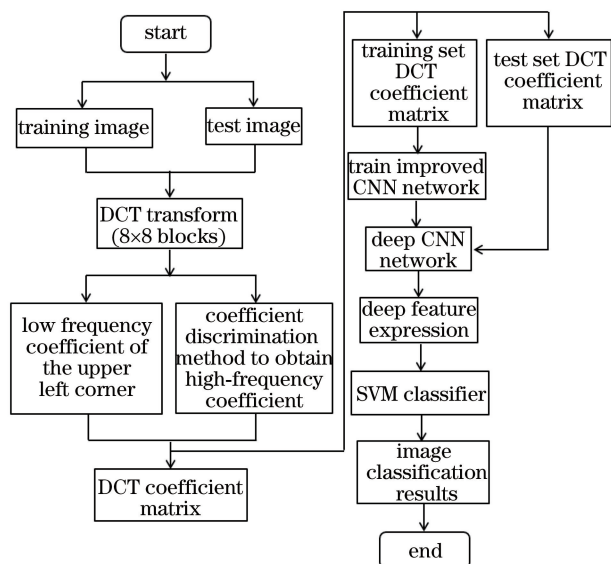 start
training image
test image
DCT transform
(8×8 blocks)
low frequency
coefficient of
the upper
left corner
coefficient
discrimination
method to obtain
high-frequency
coefficient
DCT coefficient
matrix
training set
DCT
coefficient
matrix
test set DCT
coefficient
matrix
train improved
CNN network
deep CNN
network
deep feature
expression
SVM classifier
image
classification
results
end